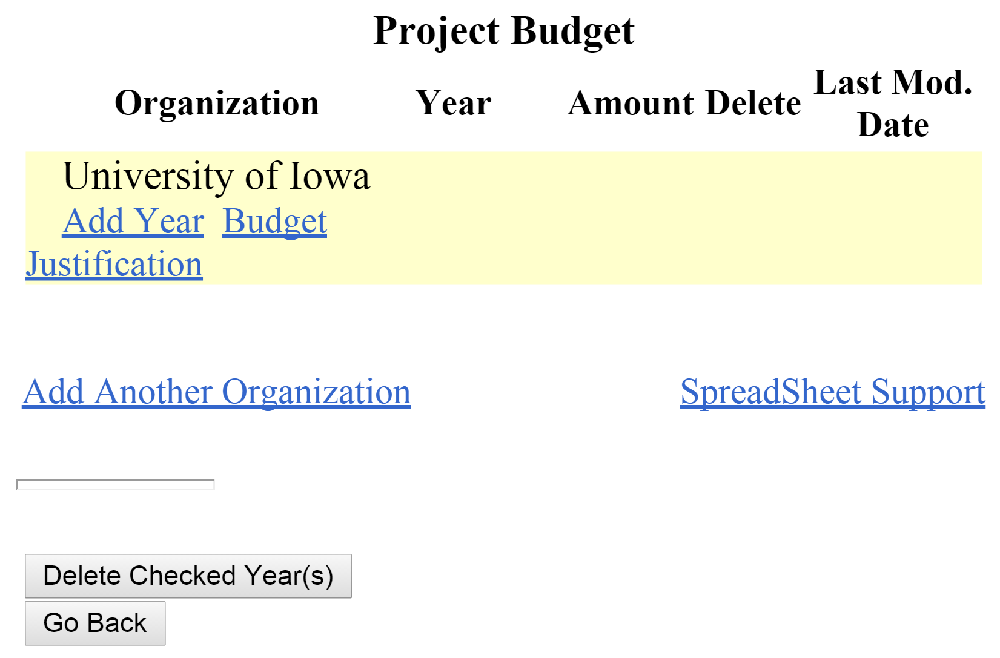 Project Budget
Organization Year Amount Delete Last Mod. Date
University of Iowa
Add Year Budget
Justification
Add Another Organization SpreadSheet Support
Delete Checked Year(s)
Go Back